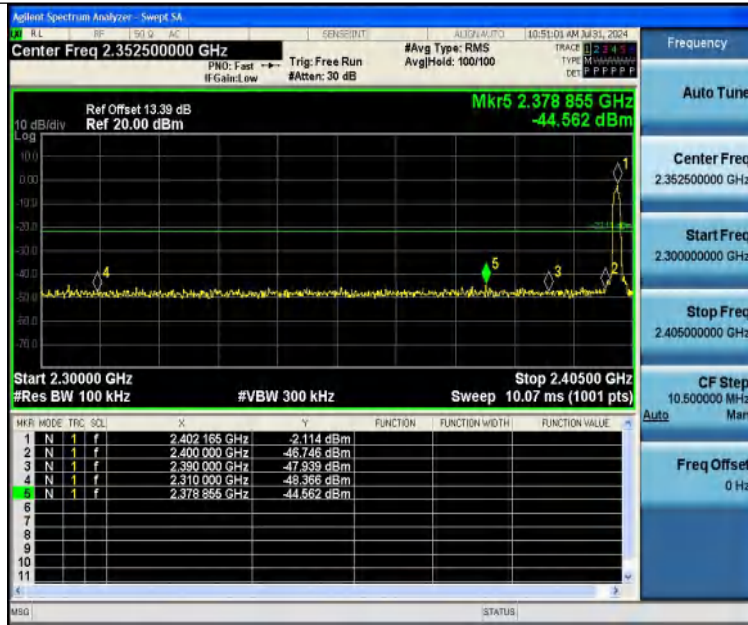 Agilent Spectrum Analyzer - Swept SA
RL RF 50 Ω AC SENSE:INT ALIGN AUTO 10:51:01 AM Jul 31, 2024
Center Freq 2.352500000 GHz
PNO: Fast
IFGain:Low
Trig: Free Run
#Atten: 30 dB
#Avg Type: RMS
Avg|Hold: 100/100
TRACE 1 2 3 4 5 6
TYPE M
DET P P P P P P
Ref Offset 13.39 dB
Ref 20.00 dBm
10 dB/div
Log
Mkr5 2.378 855 GHz
-44.562 dBm
10.0
0.00
-10.0
-20.0
-30.0
-40.0
-50.0
-60.0
-70.0
1
2
3
4
5
Start 2.30000 GHz
Stop 2.40500 GHz
#Res BW 100 kHz #VBW 300 kHz Sweep 10.07 ms (1001 pts)
MKR MODE TRC SCL X Y FUNCTION FUNCTION WIDTH FUNCTION VALUE
1 N 1 f 2.402 165 GHz -2.114 dBm
2 N 1 f 2.400 000 GHz -46.746 dBm
3 N 1 f 2.390 000 GHz -47.939 dBm
4 N 1 f 2.310 000 GHz -48.366 dBm
5 N 1 f 2.378 855 GHz -44.562 dBm
6
7
8
9
10
11
MSG STATUS
Frequency
Auto Tune
Center Freq
2.352500000 GHz
Start Freq
2.300000000 GHz
Stop Freq
2.405000000 GHz
CF Step
10.500000 MHz
Auto Man
Freq Offset
0 Hz